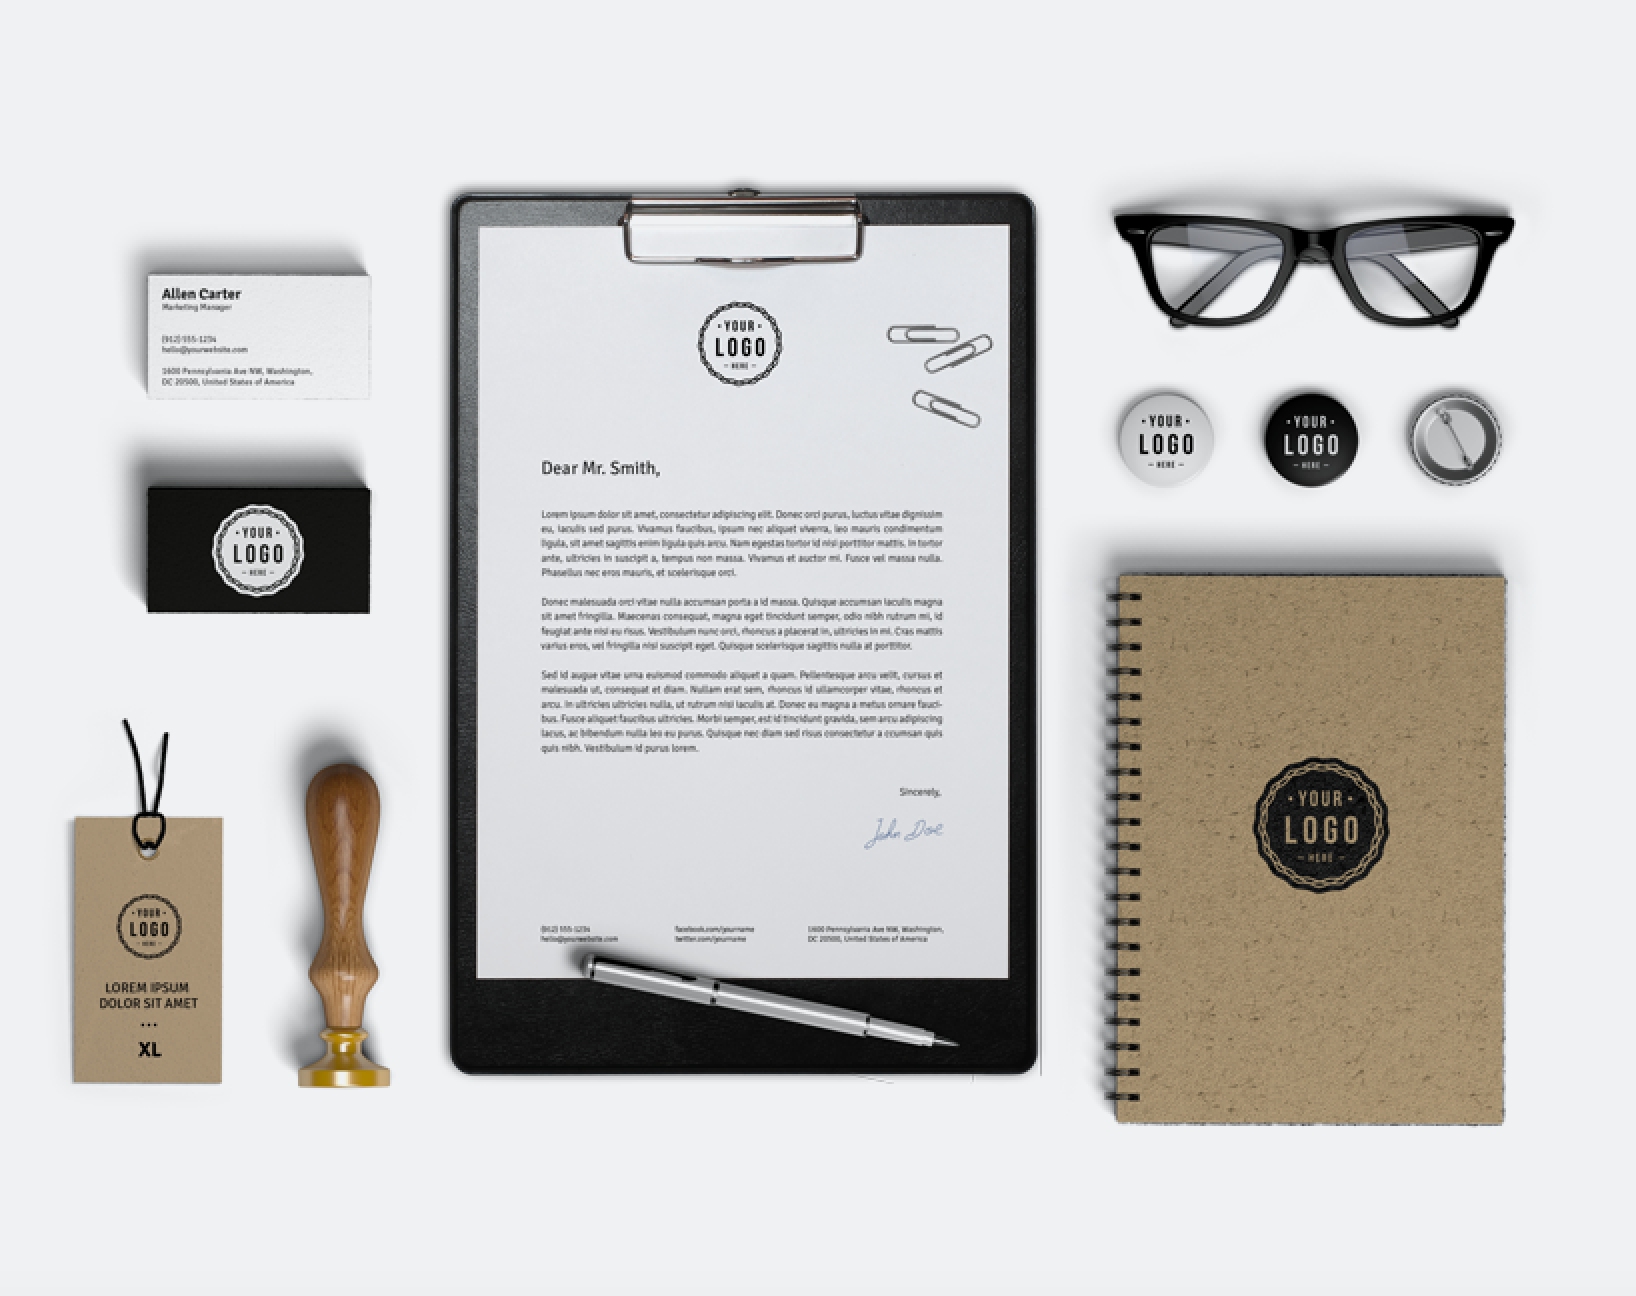 Allen Carter
Marketing Manager
(912) 555-1234
hello@yourwebsite.com
1600 Pennsylvania Ave NW, Washington,
DC 20500, United States of America
·YOUR·
LOGO
– HERE –
·YOUR·
LOGO
– HERE –
LOREM IPSUM
DOLOR SIT AMET
...
XL
·YOUR·
LOGO
– HERE –
Dear Mr. Smith,
Lorem ipsum dolor sit amet, consectetur adipiscing elit. Donec orci purus, luctus vitae dignissim
eu, iaculis sed purus. Vivamus faucibus, ipsum nec aliquet viverra, leo mauris condimentum
ligula, sit amet sagittis enim ligula quis arcu. Nam egestas tortor id nisi porttitor mattis. In tortor
ante, ultricies in suscipit a, tempus non massa. Vivamus et auctor mi. Fusce vel massa nulla.
Phasellus nec eros mauris, et scelerisque orci.
Donec malesuada orci vitae nulla accumsan porta a id massa. Quisque accumsan iaculis magna
sit amet fringilla. Maecenas consequat, magna eget tincidunt semper, odio nibh rutrum mi, id
feugiat ante nisi eu risus. Vestibulum nunc orci, rhoncus a placerat in, ultricies in mi. Cras mattis
varius eros, vel fringilla nisi suscipit eget. Quisque scelerisque sagittis nulla at porttitor.
Sed id augue vitae urna euismod commodo aliquet a quam. Pellentesque arcu velit, cursus et
malesuada ut, consequat et diam. Nullam erat sem, rhoncus id ullamcorper vitae, rhoncus et
arcu. In ultricies ultricies nulla, ut rutrum nisi iaculis at. Donec eu magna a metus ornare fauci-
bus. Fusce aliquet faucibus ultricies. Morbi semper, est id tincidunt gravida, sem arcu adipiscing
lacus, ac bibendum nulla leo eu purus. Quisque nec diam sed risus consectetur a ccumsan quis
quis nibh. Vestibulum id purus lorem.
Sincerely,
John Doe
(912) 555-1234
hello@yourwebsite.com
facebook.com/yourname
twitter.com/yourname
1600 Pennsylvania Ave NW, Washington,
DC 20500, United States of America
·YOUR·
LOGO
– HERE –
·YOUR·
LOGO
– HERE –
·YOUR·
LOGO
– HERE –